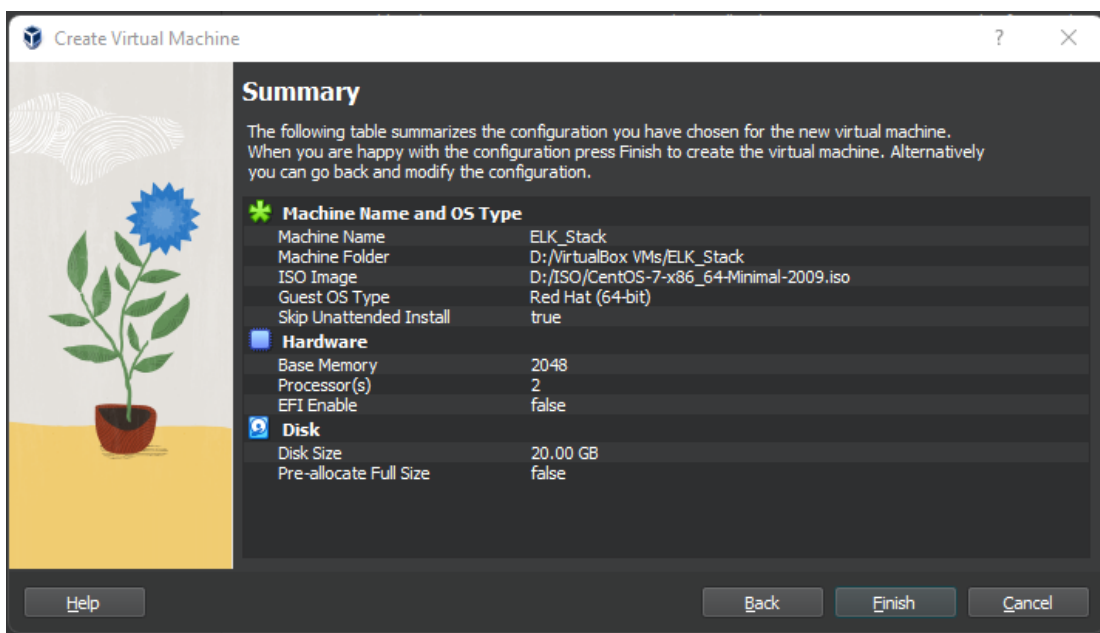 Create Virtual Machine
Summary
The following table summarizes the configuration you have chosen for the new virtual machine.
When you are happy with the configuration press Finish to create the virtual machine. Alternatively
you can go back and modify the configuration.
Machine Name and OS Type
Machine Name ELK_Stack
Machine Folder D:/VirtualBox VMs/ELK_Stack
ISO Image D:/ISO/CentOS-7-x86_64-Minimal-2009.iso
Guest OS Type Red Hat (64-bit)
Skip Unattended Install true
Hardware
Base Memory 2048
Processor(s) 2
EFI Enable false
Disk
Disk Size 20.00 GB
Pre-allocate Full Size false
Help Back Finish Cancel